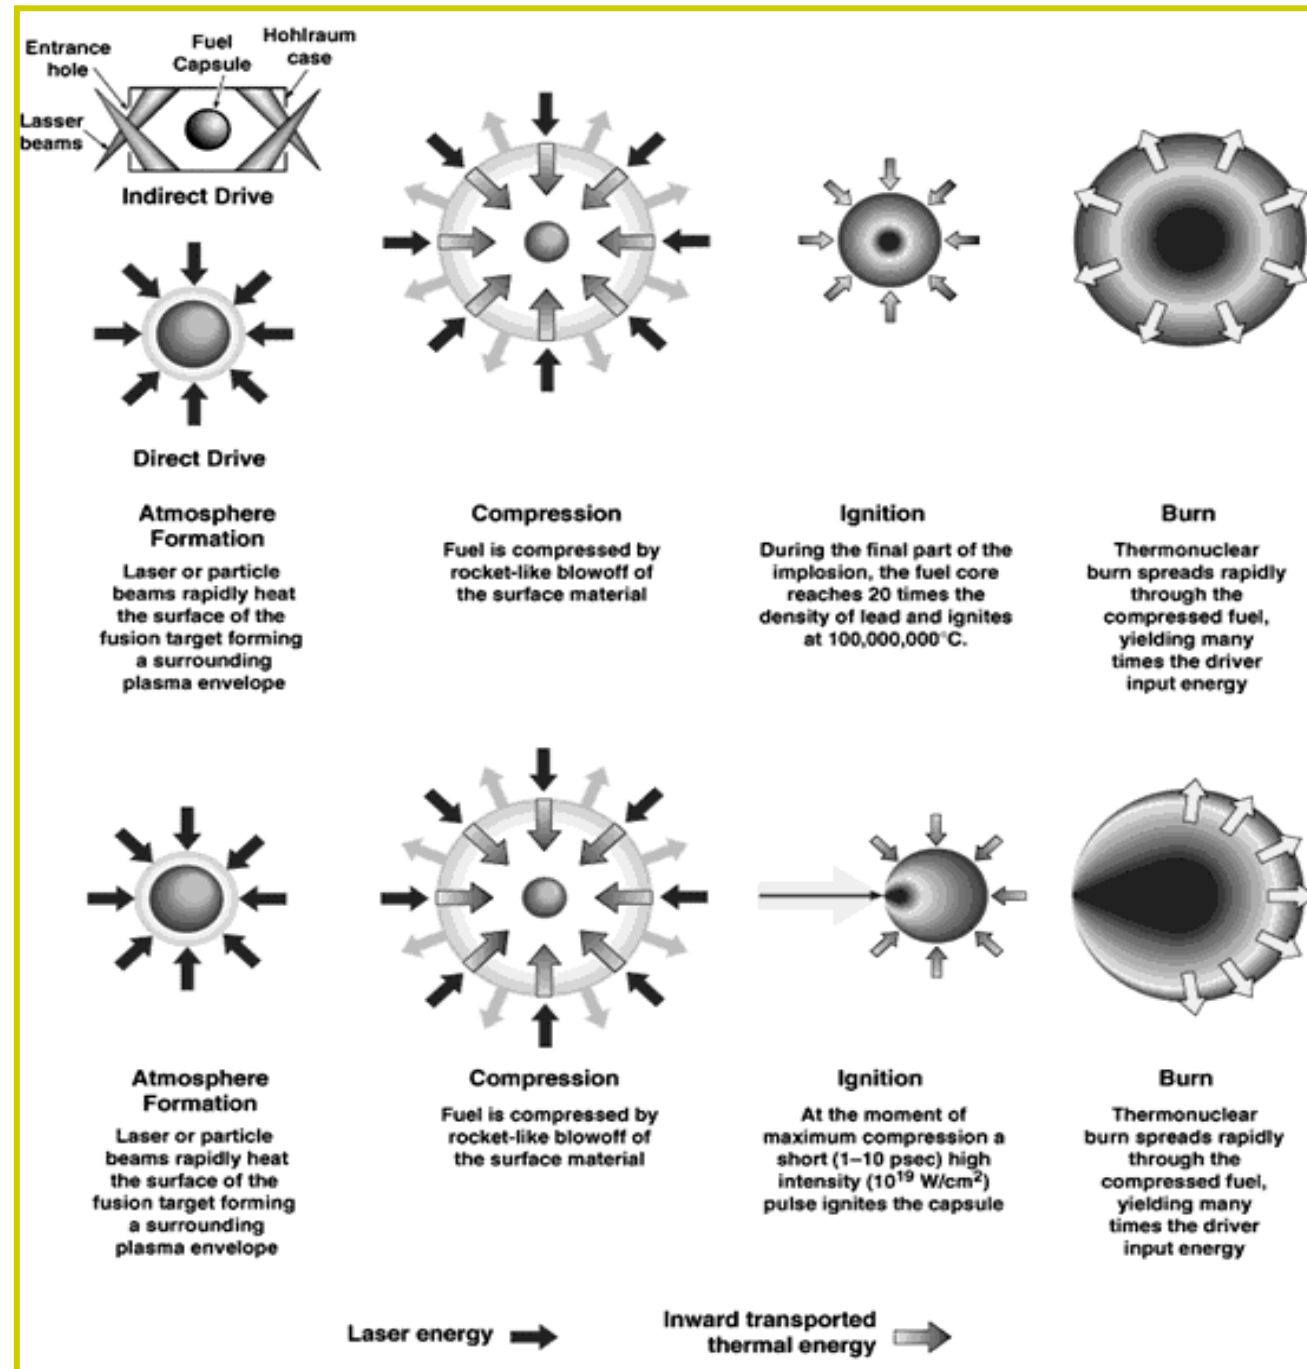 Entrance
hole
Fuel
Capsule
Hohlraum
case
Lasser
beams
Indirect Drive
Direct Drive
Atmosphere
Formation
Laser or particle
beams rapidly heat
the surface of the
fusion target forming
a surrounding
plasma envelope
Compression
Fuel is compressed by
rocket-like blowoff of
the surface material
Ignition
During the final part of the
implosion, the fuel core
reaches 20 times the
density of lead and ignites
at 100,000,000°C.
Burn
Thermonuclear
burn spreads rapidly
through the
compressed fuel,
yielding many
times the driver
input energy
Atmosphere
Formation
Laser or particle
beams rapidly heat
the surface of the
fusion target forming
a surrounding
plasma envelope
Compression
Fuel is compressed by
rocket-like blowoff of
the surface material
Ignition
At the moment of
maximum compression a
short (1–10 psec) high
intensity (10¹⁹ W/cm²)
pulse ignites the capsule
Burn
Thermonuclear
burn spreads rapidly
through the
compressed fuel,
yielding many
times the driver
input energy
Laser energy
Inward transported
thermal energy